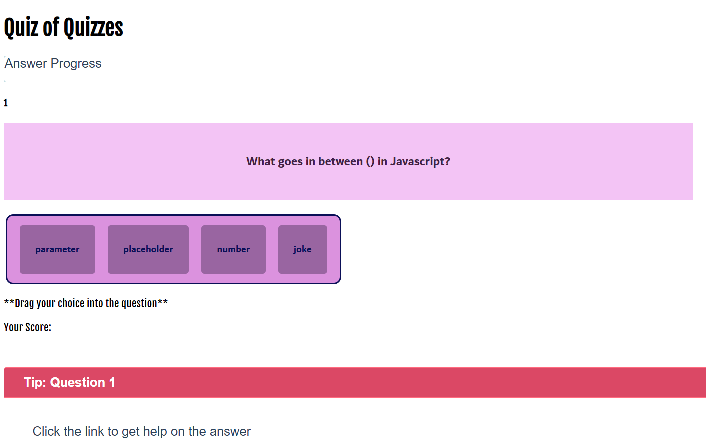 Quiz of Quizzes
Answer Progress
1
What goes in between () in Javascript?
parameter placeholder number joke
**Drag your choice into the question**
Your Score:
Tip: Question 1
Click the link to get help on the answer